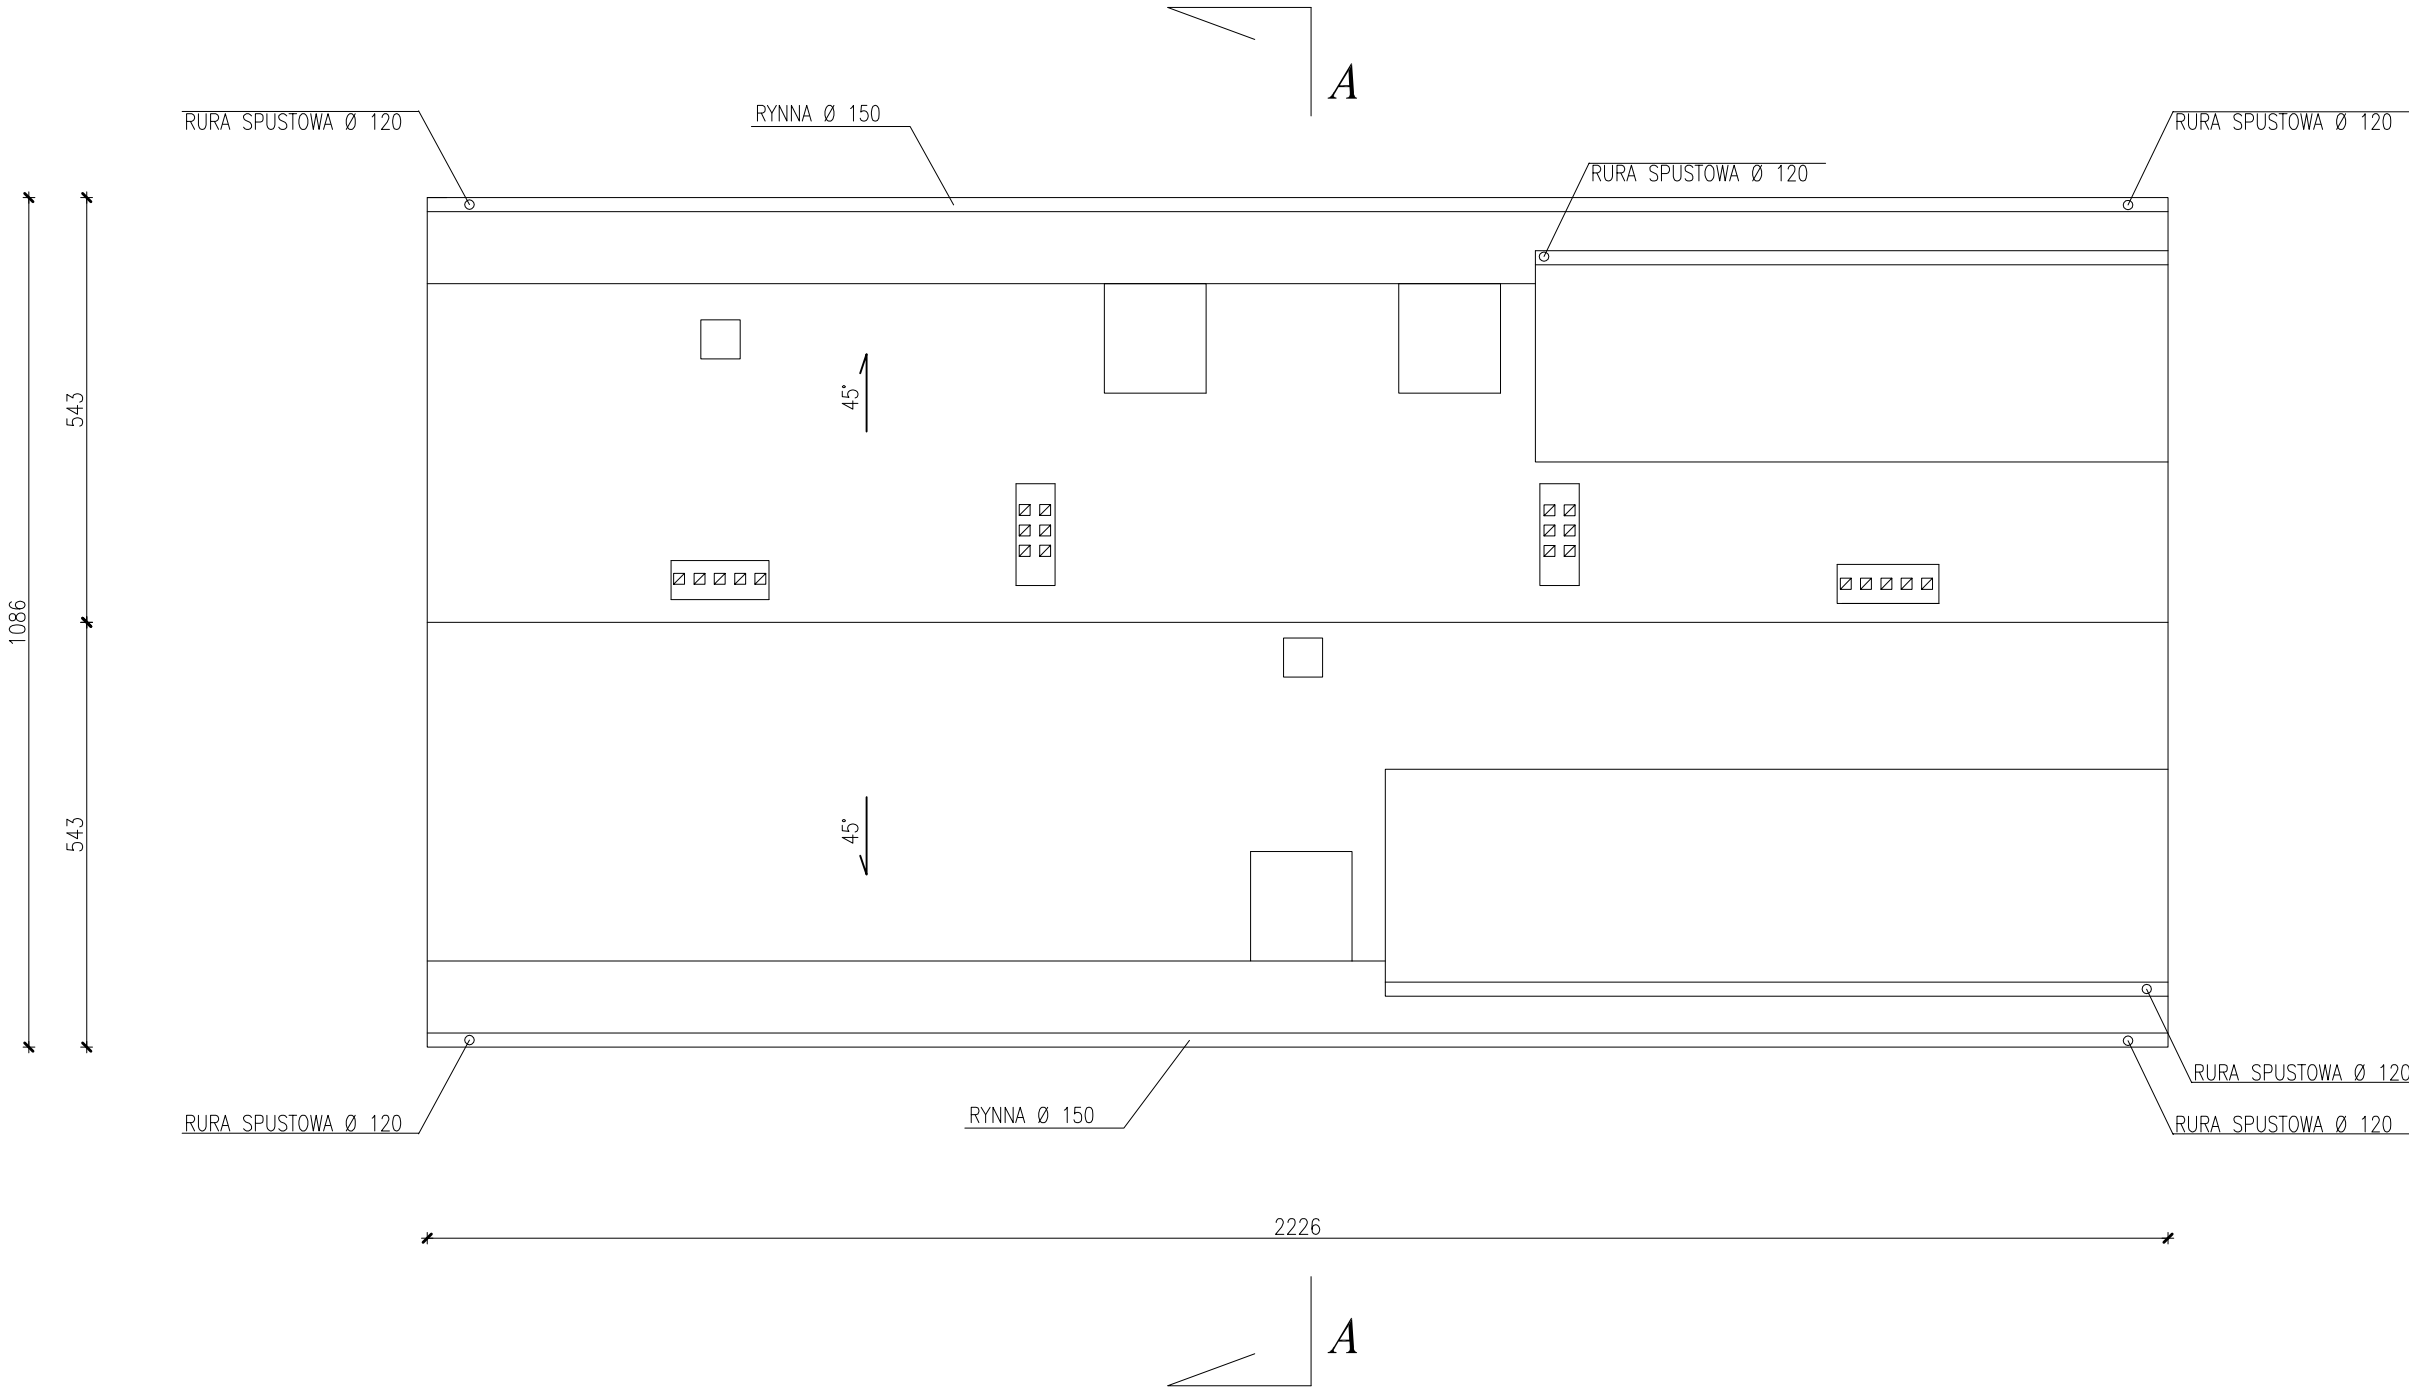 A
RURA SPUSTOWA Ø 120
RYNNA Ø 150
RURA SPUSTOWA Ø 120
RURA SPUSTOWA Ø 120
543
45°
1086
543
45°
RURA SPUSTOWA Ø 120
RYNNA Ø 150
RURA SPUSTOWA Ø 120
RURA SPUSTOWA Ø 120
2226
A